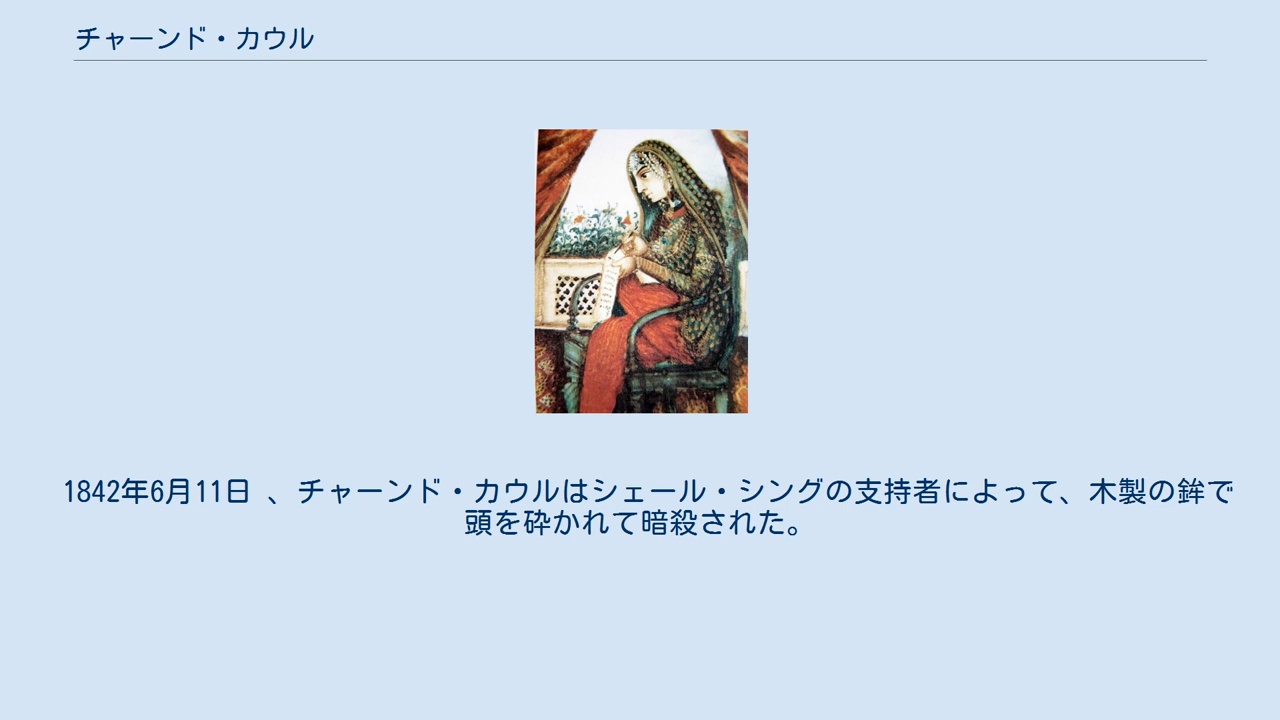 チャーンド・カウル
1842年6月11日 、チャーンド・カウルはシェール・シングの支持者によって、木製の鉾で
頭を砕かれて暗殺された。